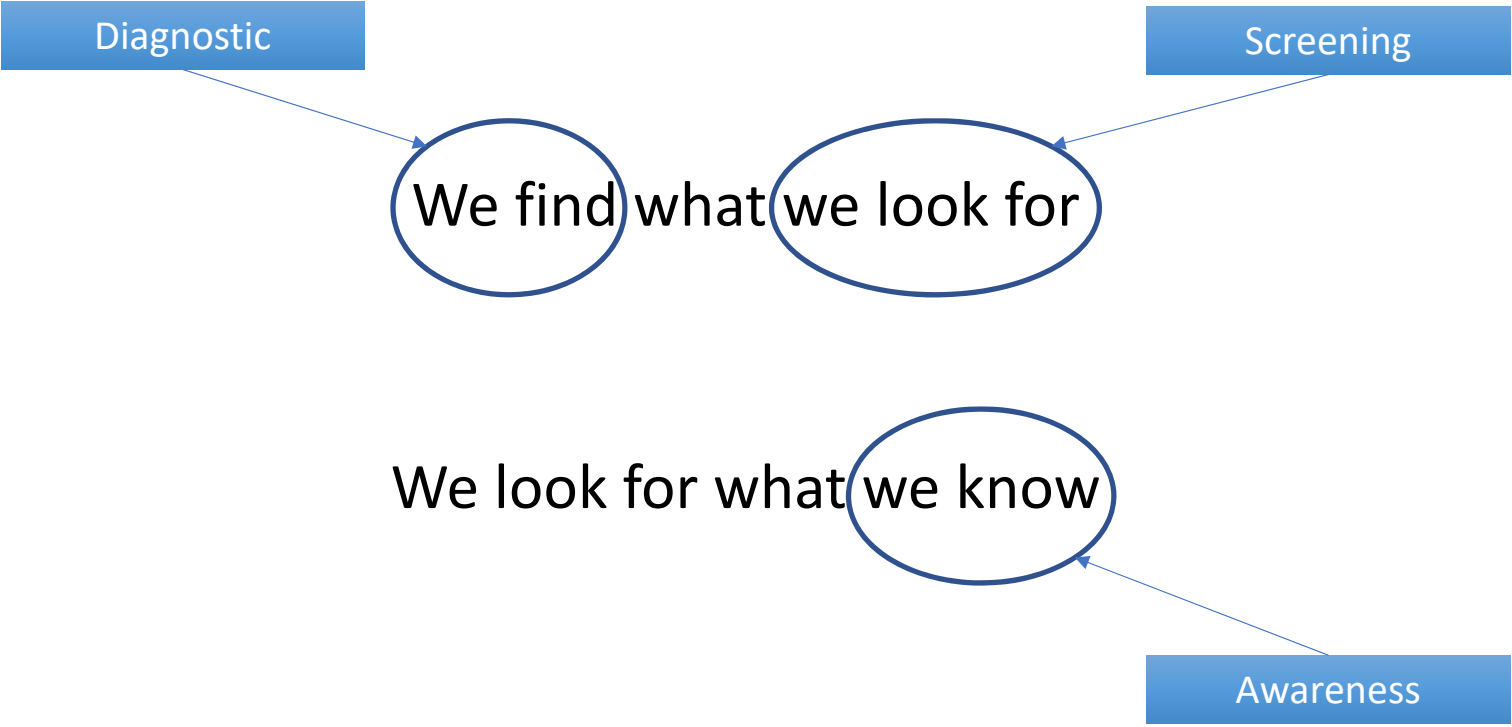 Diagnostic
Screening
We find what we look for
We look for what we know
Awareness